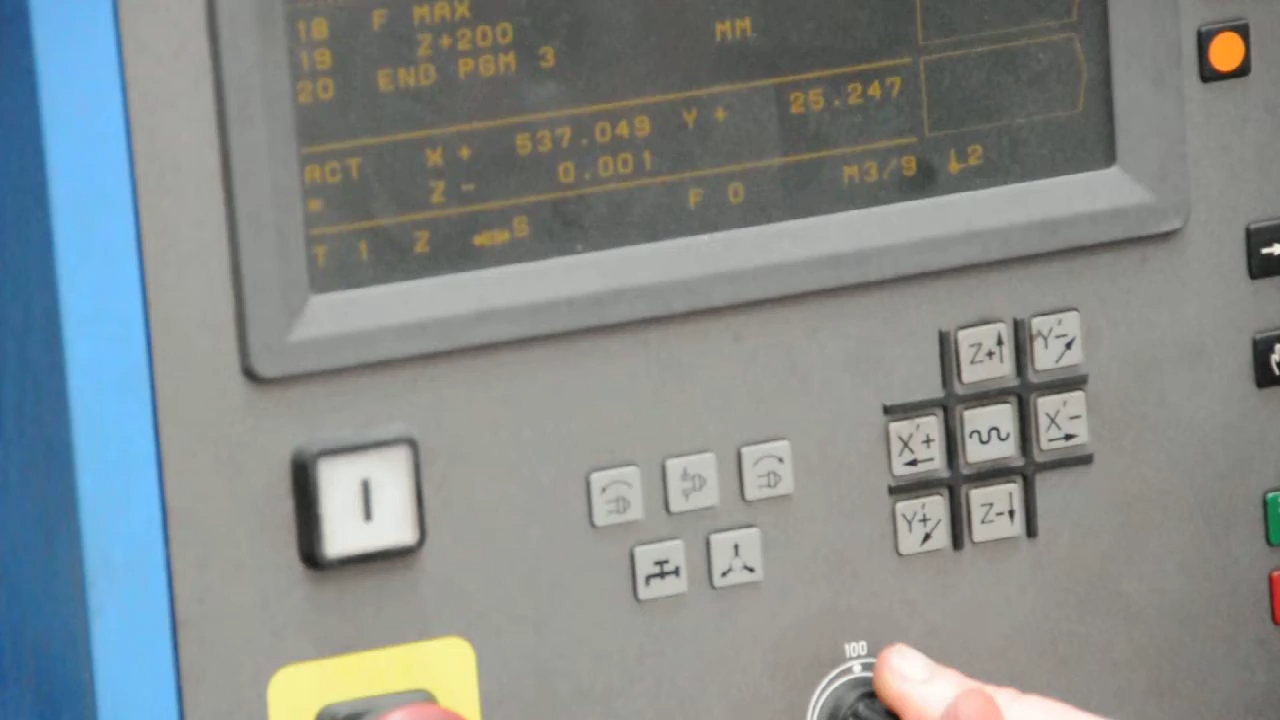 18 F MAX
19 Z+200 MM
20 END PGM 3
ACT X + 537.049 Y + 25.247
Z - 0.001
T 1 Z F 0 M3/9
Z+ Y'-
X'+ X'-
Y'+ Z-
100